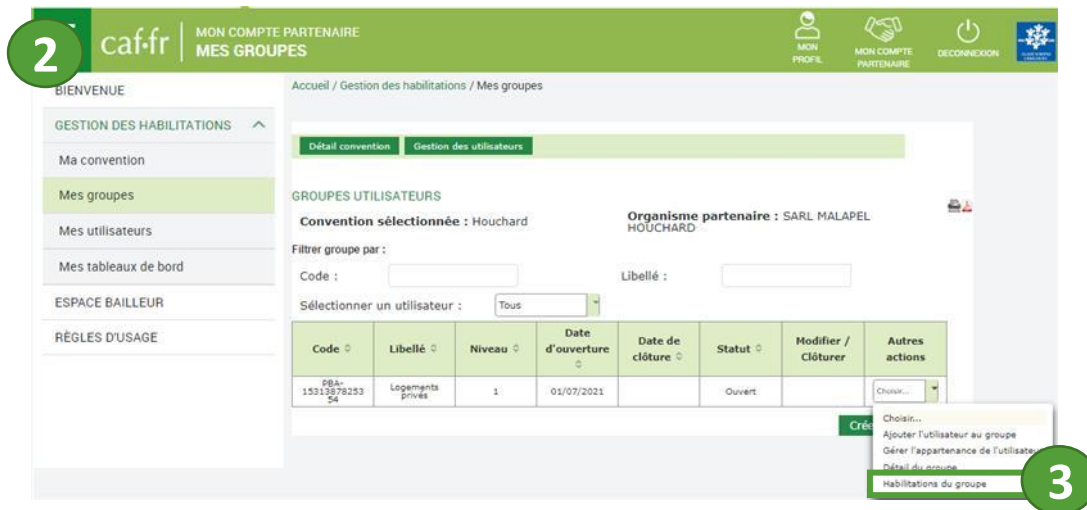 2
caf.fr
MON COMPTE PARTENAIRE
MES GROUPES
MON PROFIL
MON COMPTE PARTENAIRE
DECONNEXION
BIENVENUE
GESTION DES HABILITATIONS
Ma convention
Mes groupes
Mes utilisateurs
Mes tableaux de bord
ESPACE BAILLEUR
RÈGLES D'USAGE
Accueil / Gestion des habilitations / Mes groupes
Détail convention Gestion des utilisateurs
GROUPES UTILISATEURS
Convention sélectionnée : Houchard
Organisme partenaire : SARL MALAPEL
HOUCHARD
Filtrer groupe par :
Code : Libellé :
Sélectionner un utilisateur : Tous
Code Libellé Niveau Date d'ouverture Date de clôture Statut Modifier / Clôturer Autres actions
PBA-1531387825354 Logements privés 1 01/07/2021 Ouvert Choisir...
Choisir...
Ajouter l'utilisateur au groupe
Gérer l'appartenance de l'utilisateu
Détail du groupe
Habilitations du groupe
3